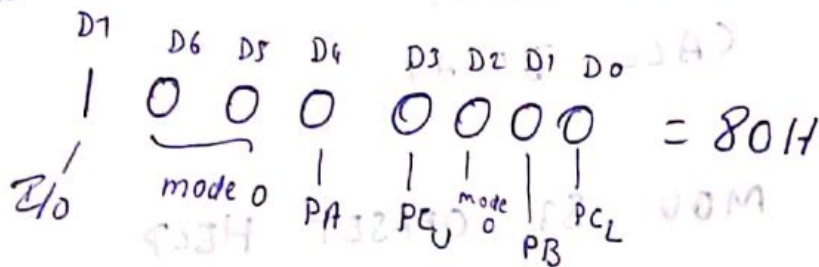 D7 D6 D5 D4 D3 D2 D1 D0
1 0 0 0 0 0 0 0 = 80H
I/O mode 0 PA PCU mode 0 PB PCL